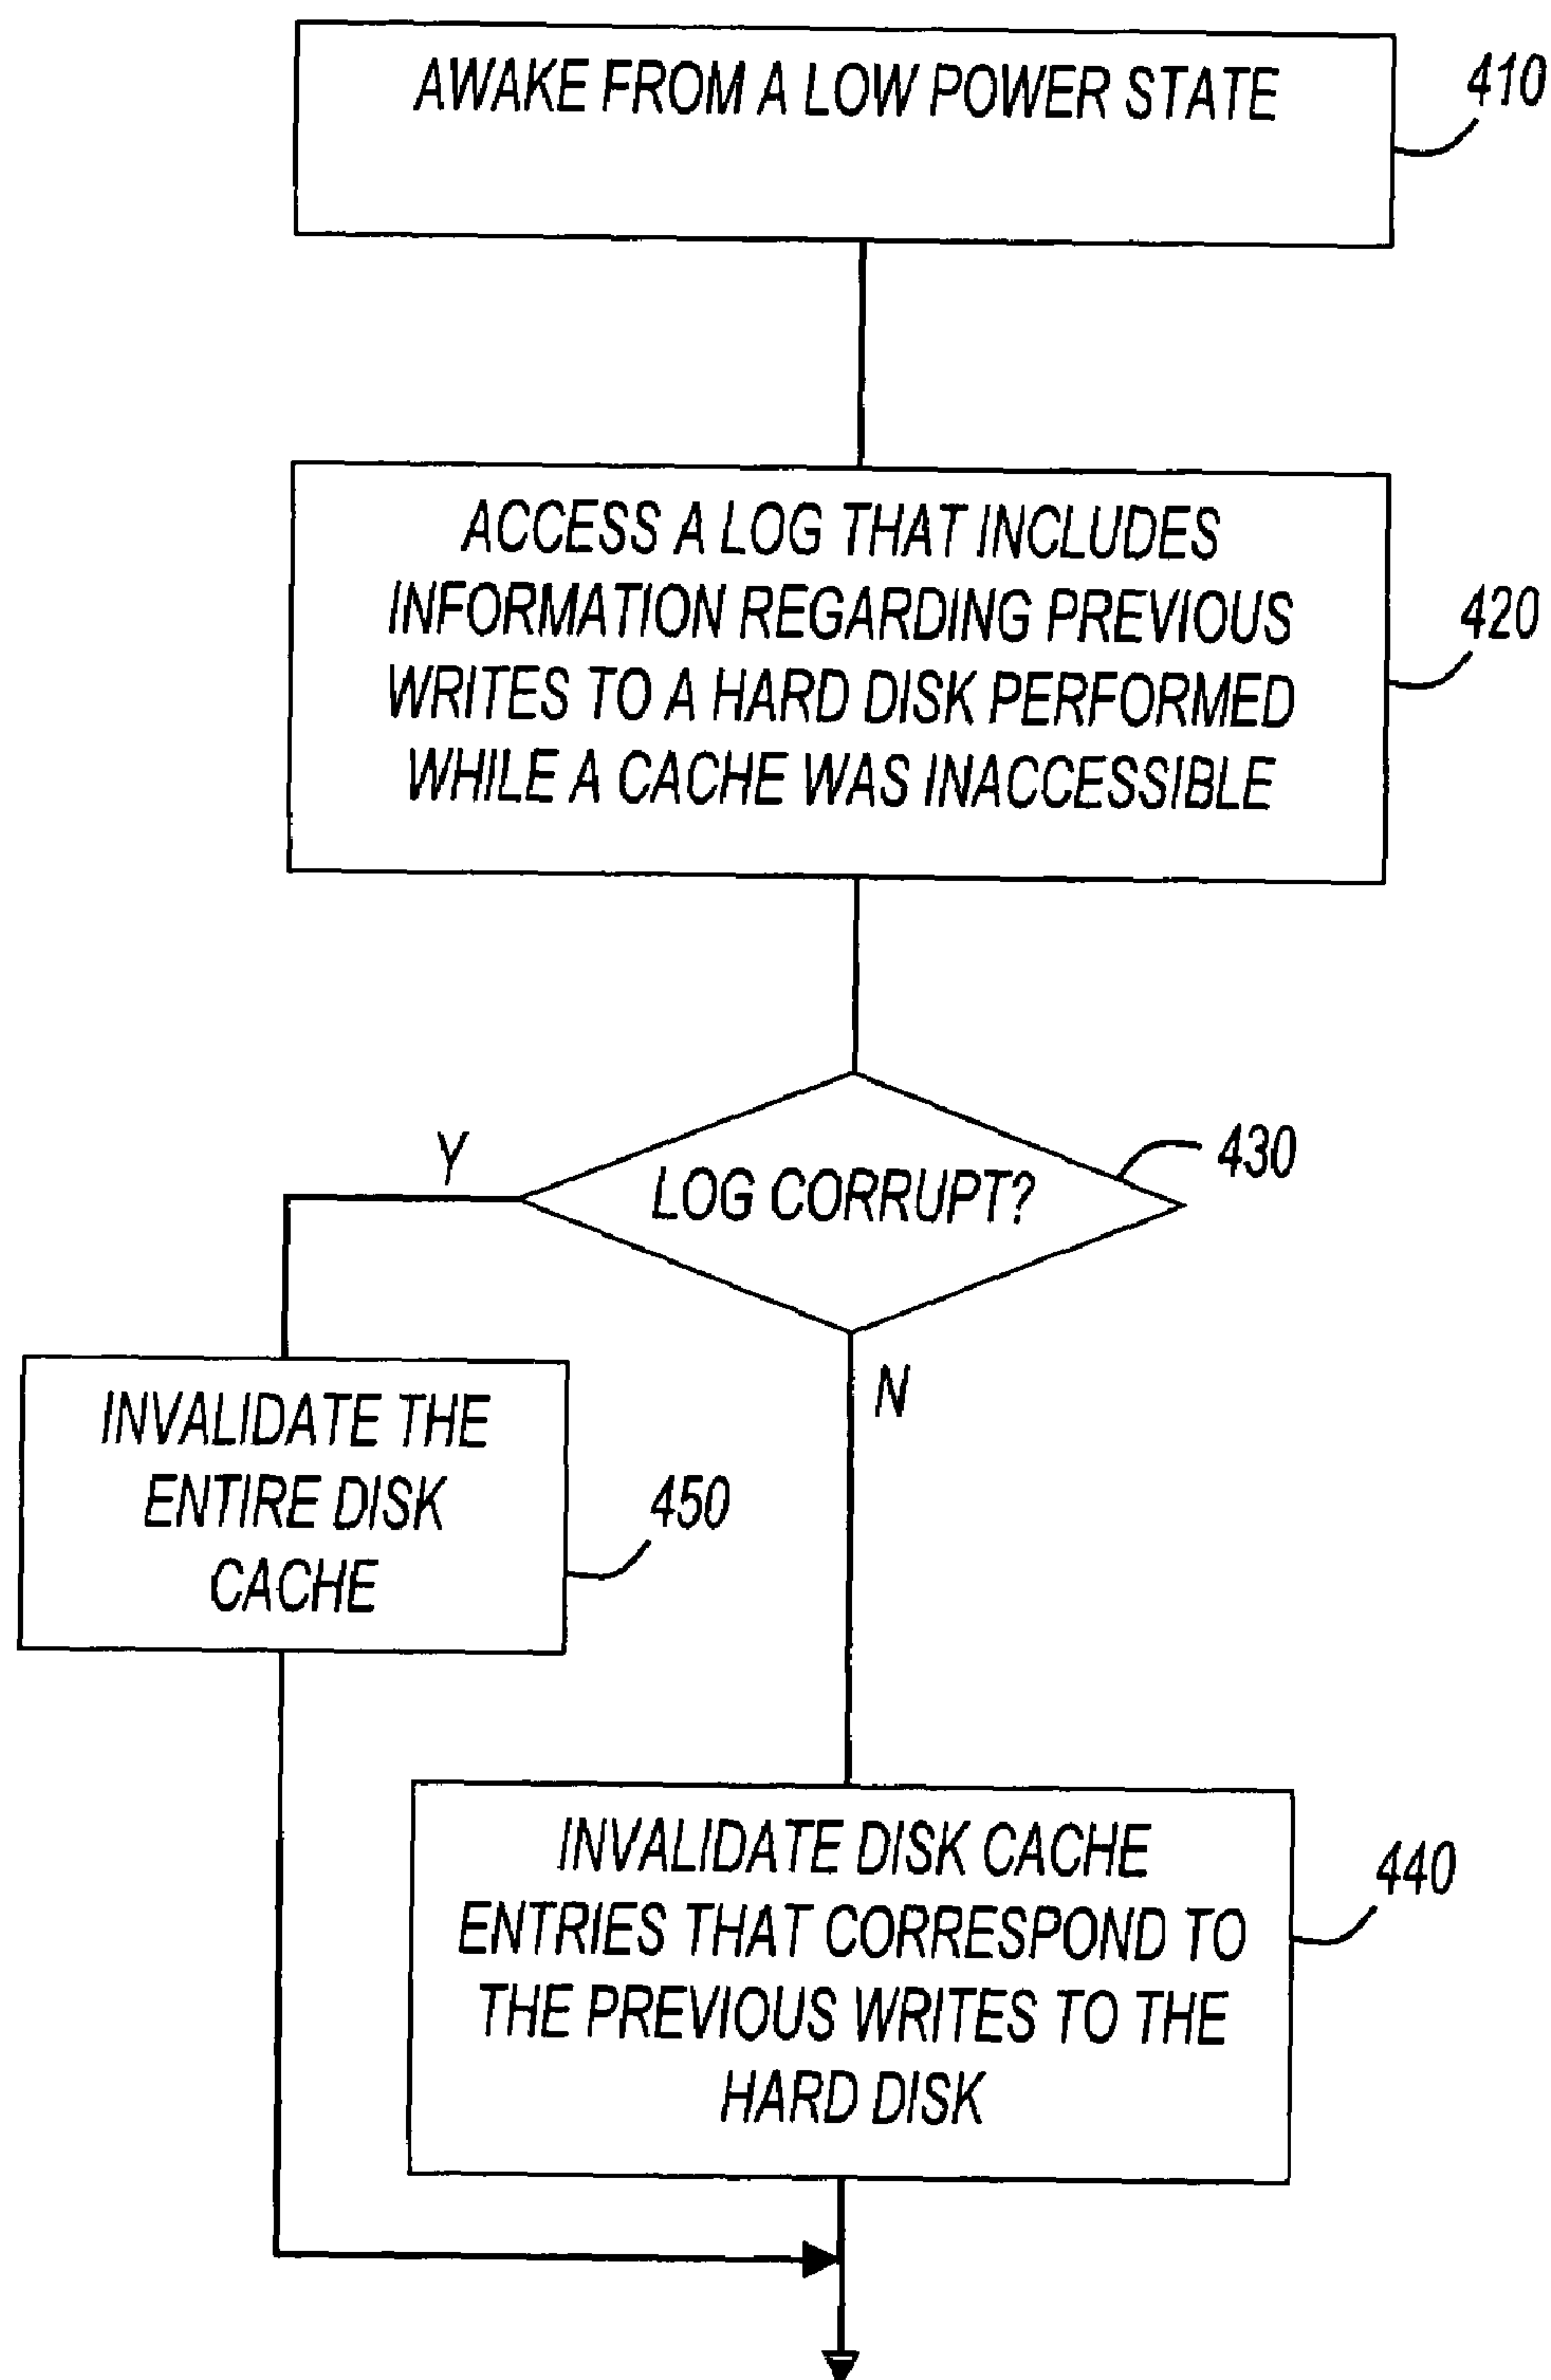 AWAKE FROM A LOW POWER STATE
410
ACCESS A LOG THAT INCLUDES
INFORMATION REGARDING PREVIOUS
WRITES TO A HARD DISK PERFORMED
WHILE A CACHE WAS INACCESSIBLE
420
LOG CORRUPT?
430
Y
N
INVALIDATE THE
ENTIRE DISK
CACHE
450
INVALIDATE DISK CACHE
ENTRIES THAT CORRESPOND TO
THE PREVIOUS WRITES TO THE
HARD DISK
440